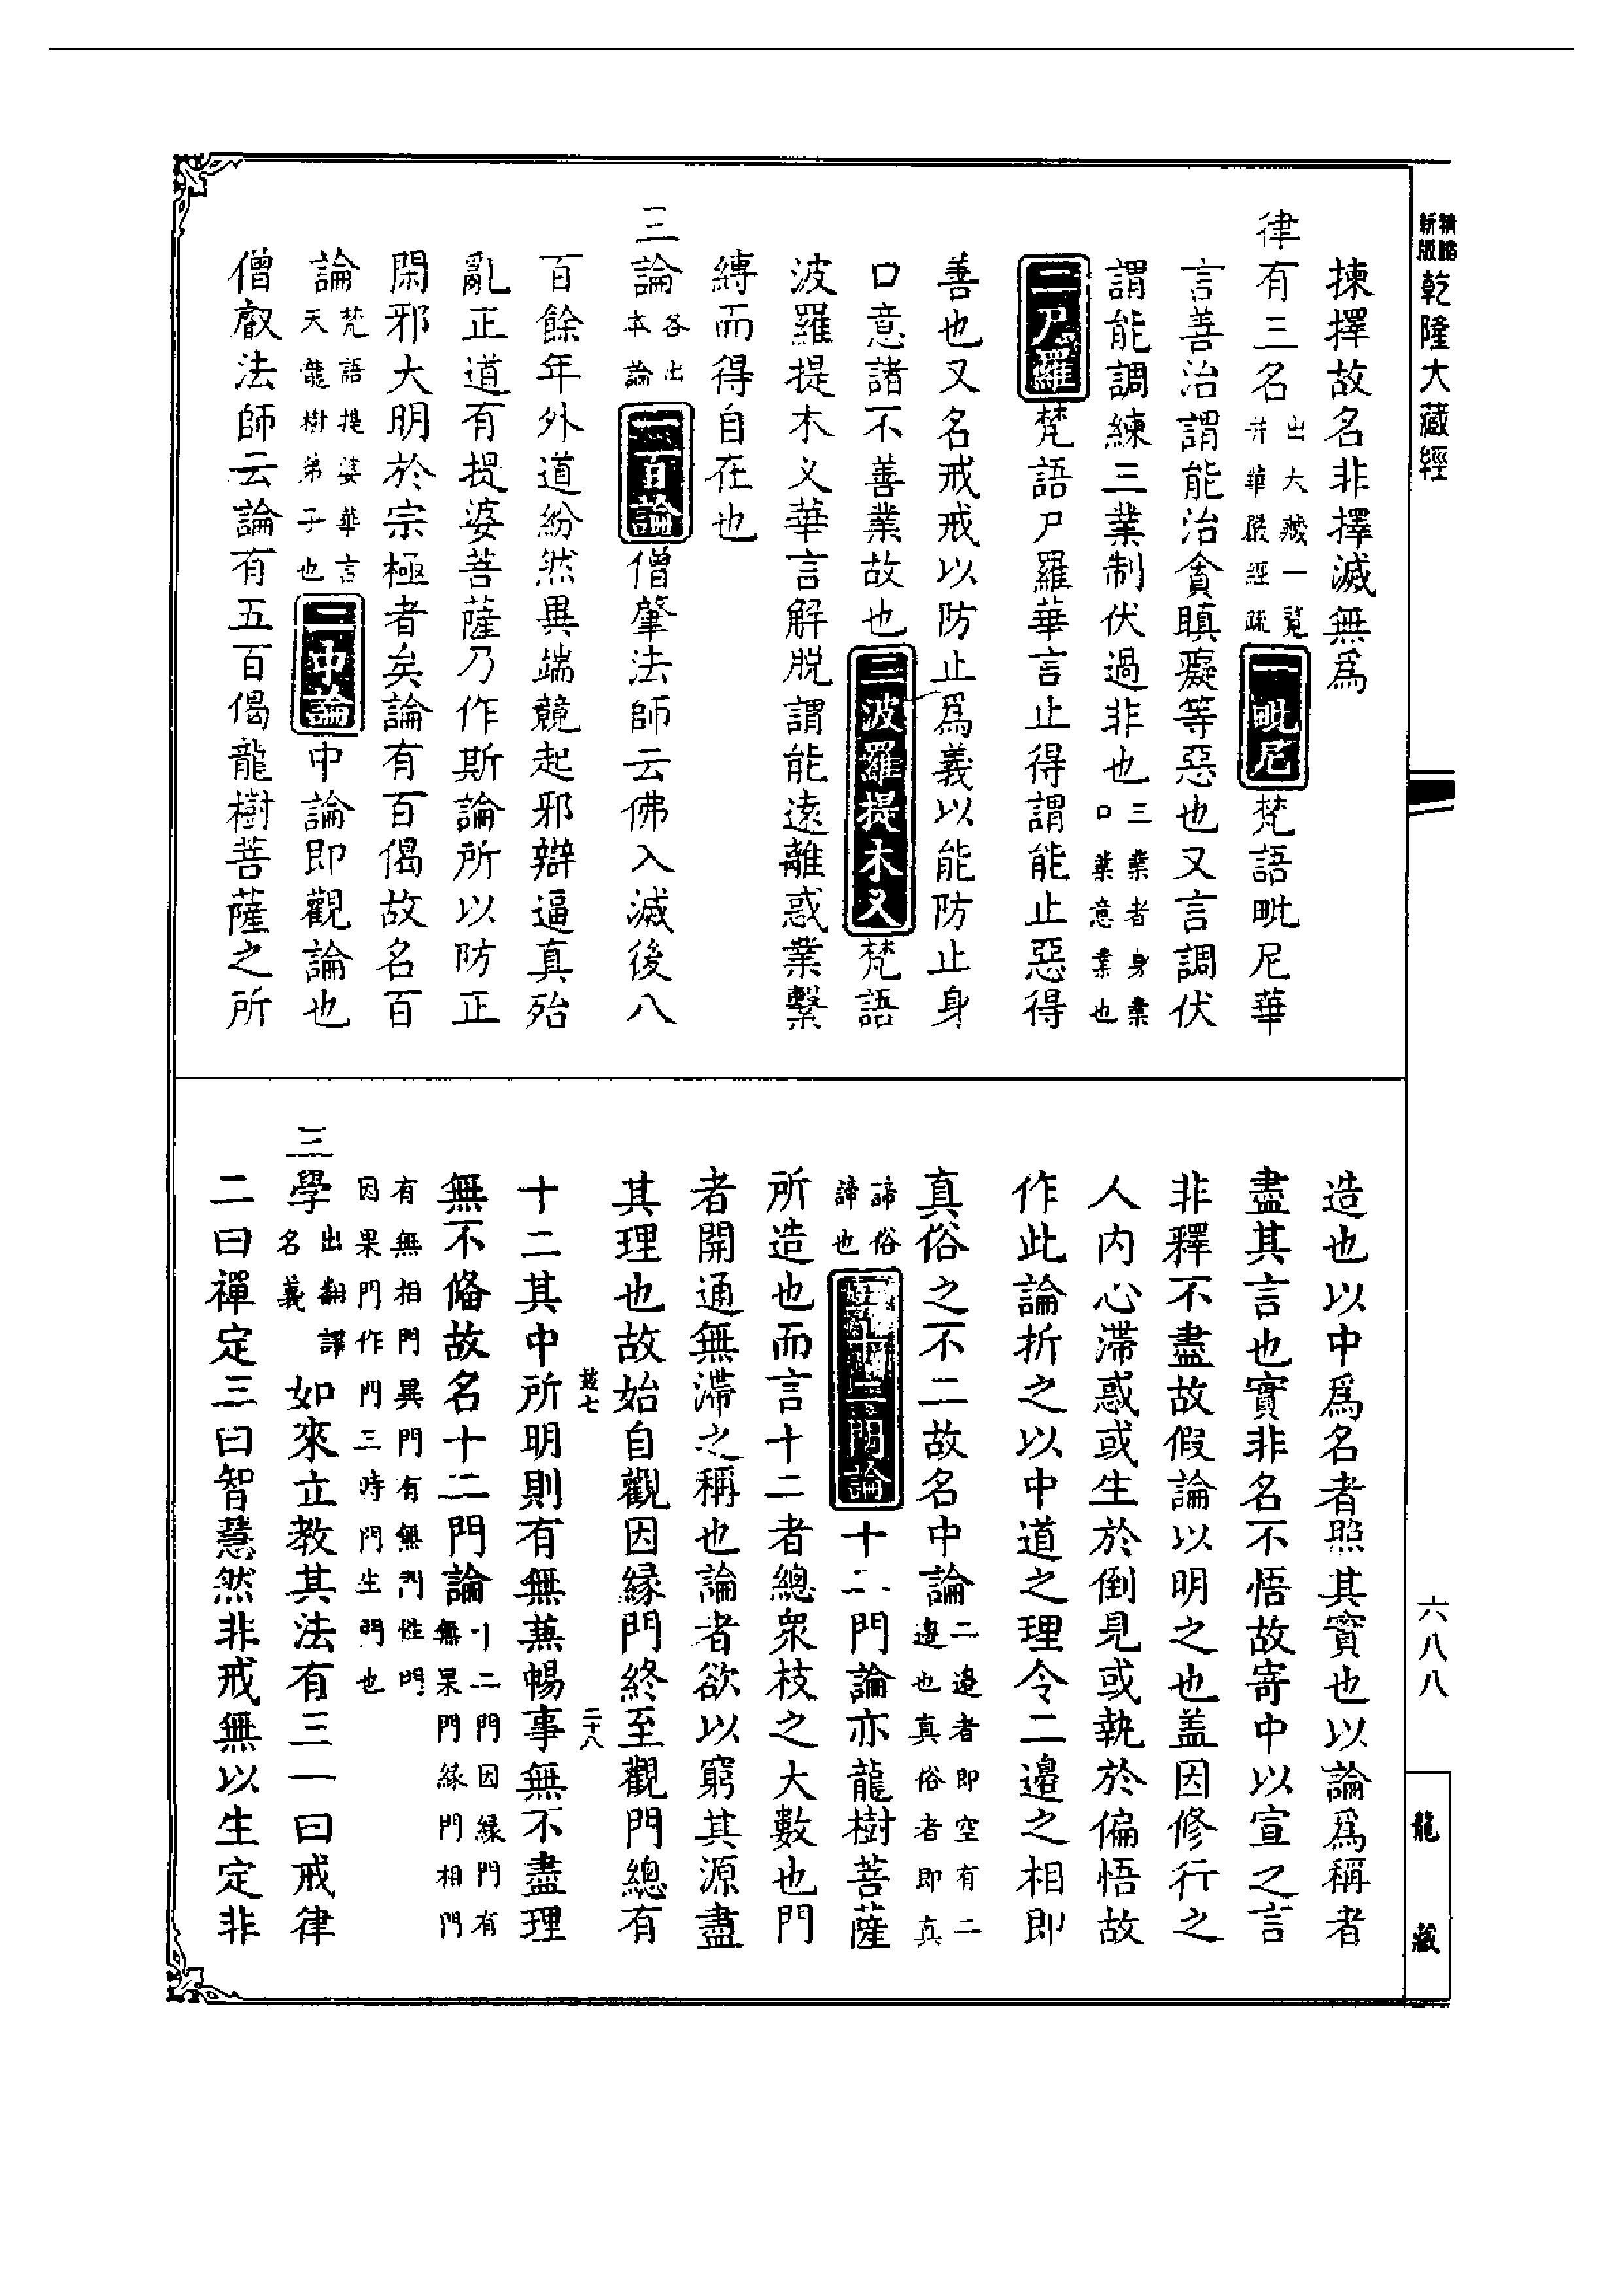 精縮
新版
乾隆大藏經
揀擇故名非擇滅無爲
律有三名出大藏一覽并華嚴經疏一毗尼梵語毗尼華
言善治謂能治貪瞋癡等惡也又言調伏
謂能調練三業制伏過非也三業者身業口業意業也
二尸羅梵語尸羅華言止得謂能止惡得
善也又名戒戒以防止爲義以能防止身
口意諸不善業故也三波羅提木义梵語
波羅提木义華言解脫謂能遠離惑業繫
縛而得自在也
三論各出本論一百論僧肇法師云佛入滅後八
百餘年外道紛然異端競起邪辯逼真殆
亂正道有提婆菩薩乃作斯論所以防正
閑邪大明於宗極者矣論有百偈故名百
論梵語提婆華言天龍樹弟子也二中論中論即觀論也
僧叡法師云論有五百偈龍樹菩薩之所
造也以中爲名者照其實也以論爲稱者
盡其言也實非名不悟故寄中以宣之言
非釋不盡故假論以明之也盖因修行之
人內心滯惑或生於倒見或執於偏悟故
作此論折之以中道之理令二邊之相即
真俗之不二故名中論二邊者即空有二邊也真俗者即真
諦俗諦也三十二門論十二門論亦龍樹菩薩
所造也而言十二者總衆枝之大數也門
者開通無滯之稱也論者欲以窮其源盡
其理也故始自觀因緣門終至觀門總有
十二其中所明則有無蕪暢事無不盡理
無不偹故名十二門論十二門因緣門有無果門緣門相門
有無相門異門有無門性門因果門作門三時門生門也
三學出翻譯名義如來立教其法有三一曰戒律
二曰禪定三曰智慧然非戒無以生定非
六八八
龍藏